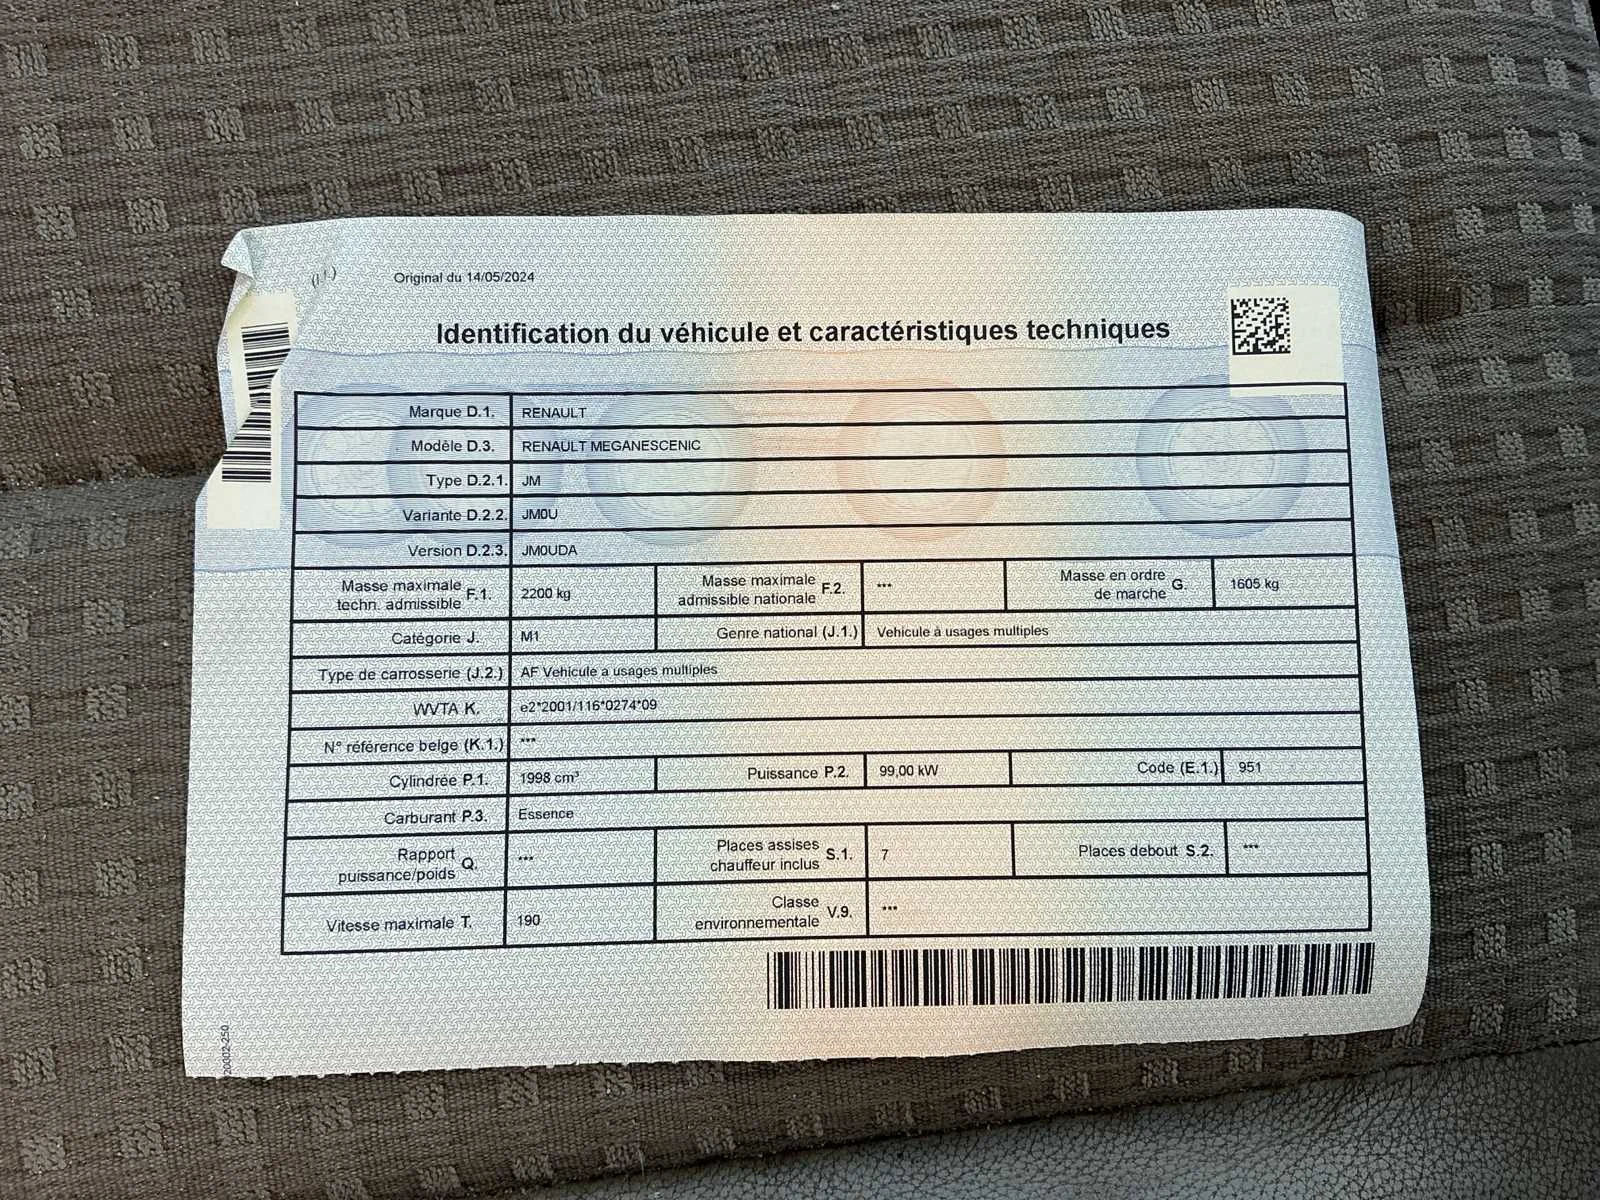 (I.1.)
Original du 14/05/2024
Identification du véhicule et caractéristiques techniques
Marque D.1. RENAULT
Modèle D.3. RENAULT MEGANESCENIC
Type D.2.1. JM
Variante D.2.2. JM0U
Version D.2.3. JM0UDA
Masse maximale techn. admissible F.1. 2200 kg Masse maximale admissible nationale F.2. *** Masse en ordre de marche G. 1605 kg
Catégorie J. M1 Genre national (J.1.) Vehicule à usages multiples
Type de carrosserie (J.2.) AF Vehicule a usages multiples
WVTA K. e2*2001/116*0274*09
N° référence belge (K.1.) ***
Cylindrée P.1. 1998 cm³ Puissance P.2. 99,00 kW Code (E.1.) 951
Carburant P.3. Essence
Rapport puissance/poids Q. *** Places assises chauffeur inclus S.1. 7 Places debout S.2. ***
Vitesse maximale T. 190 Classe environnementale V.9. ***
20002-250